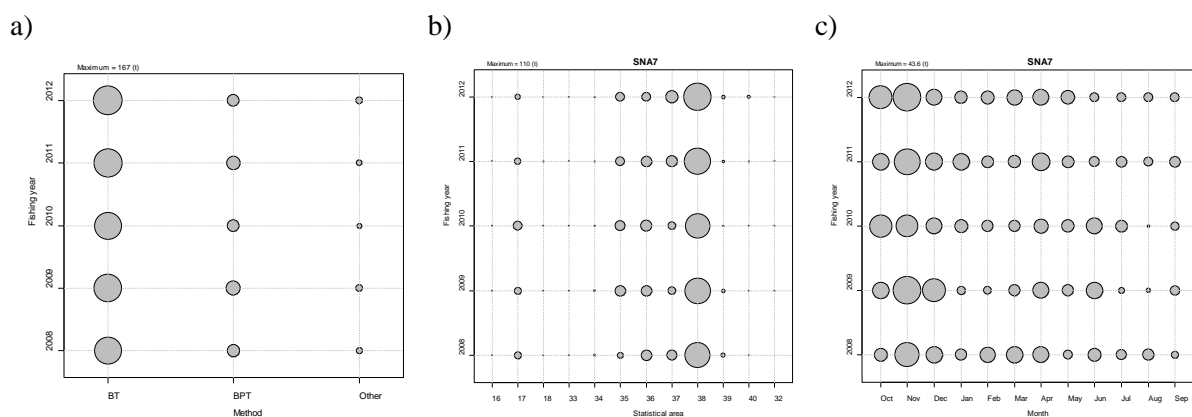 a)
b)
c)
Maximum = 167 (t)
2012
2011
2010
2009
2008
Fishing year
BT BPT Other
Method
Maximum = 110 (t)
SNA7
2012
2011
2010
2009
2008
Fishing year
16 17 18 33 34 35 36 37 38 39 40 32
Statistical area
Maximum = 43.6 (t)
SNA7
2012
2011
2010
2009
2008
Fishing year
Oct Nov Dec Jan Feb Mar Apr May Jun Jul Aug Sep
Month